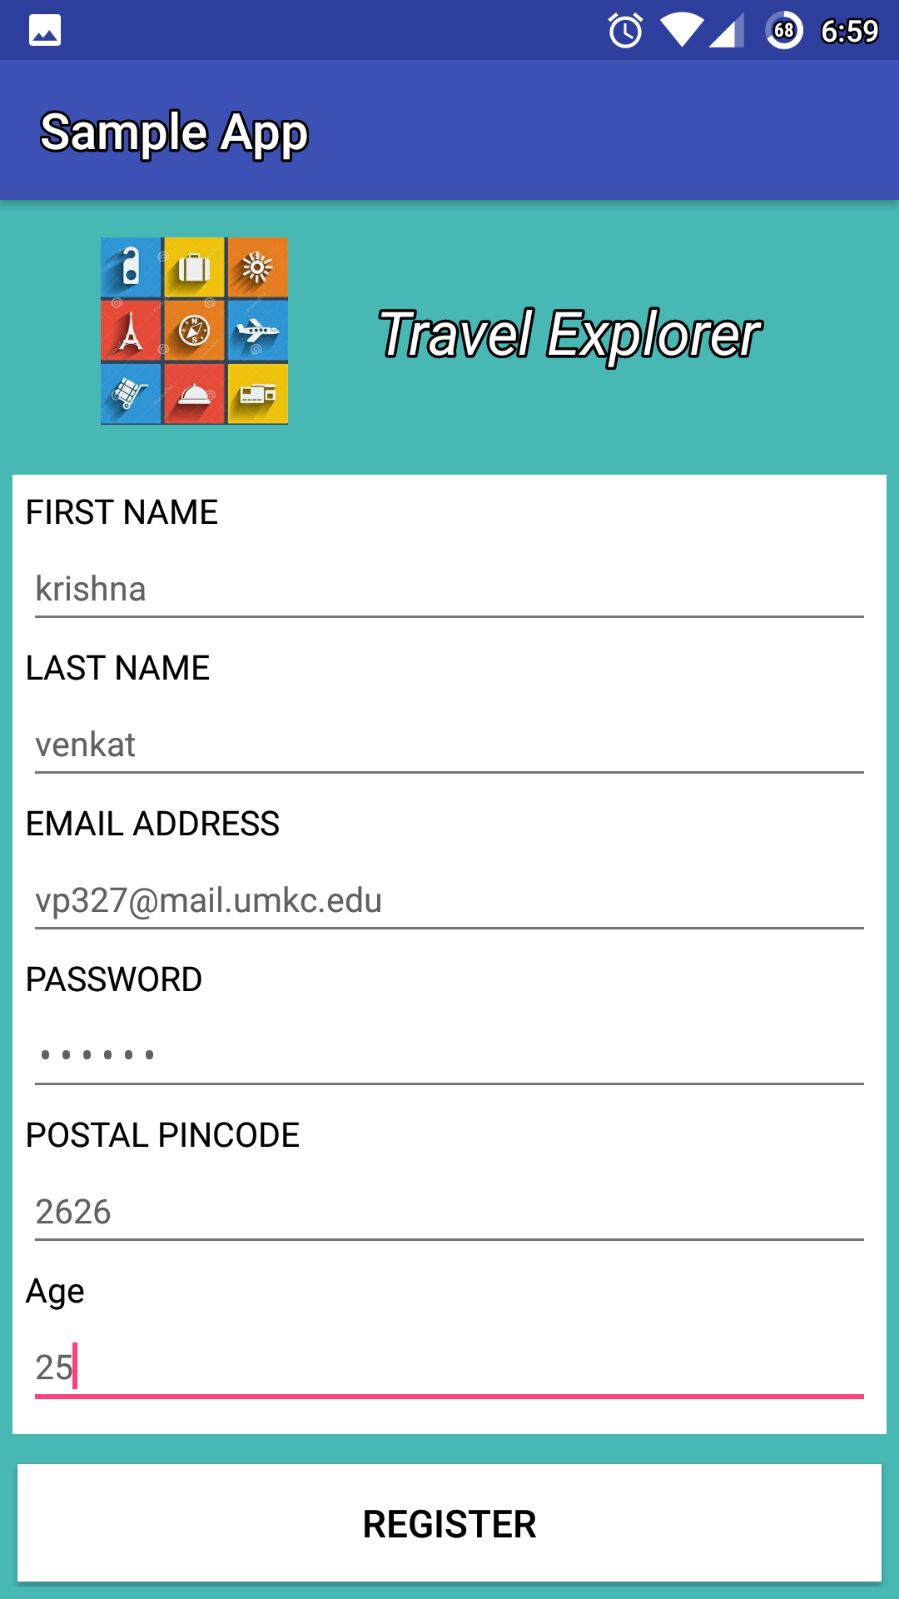 68 6:59
Sample App
Travel Explorer
FIRST NAME
krishna
LAST NAME
venkat
EMAIL ADDRESS
vp327@mail.umkc.edu
PASSWORD
••••••
POSTAL PINCODE
2626
Age
25
REGISTER